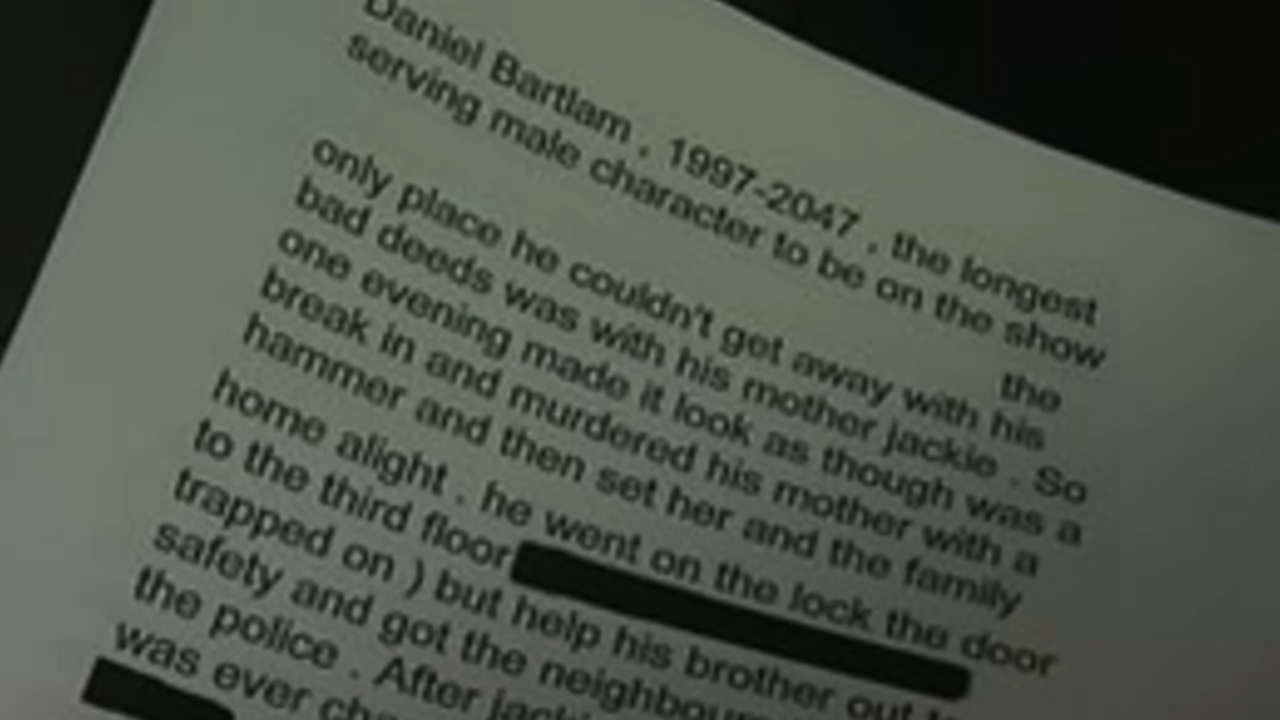 Daniel Bartlam , 1997-2047 , the longest
serving male character to be on the show
the
only place he couldn't get away with his
bad deeds was with his mother jackie . So
one evening made it look as though was a
break in and murdered his mother with a
hammer and then set her and the family
home alight . he went on the lock the door
to the third floor
trapped on ) but help his brother out
safety and got the
the police . After
was ever